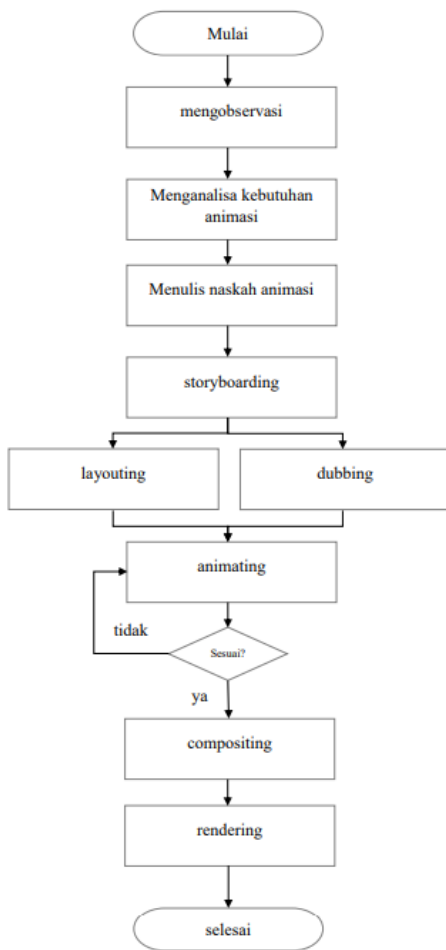 Mulai
mengobservasi
Menganalisa kebutuhan
animasi
Menulis naskah animasi
storyboarding
layouting
dubbing
animating
tidak
Sesuai?
ya
compositing
rendering
selesai